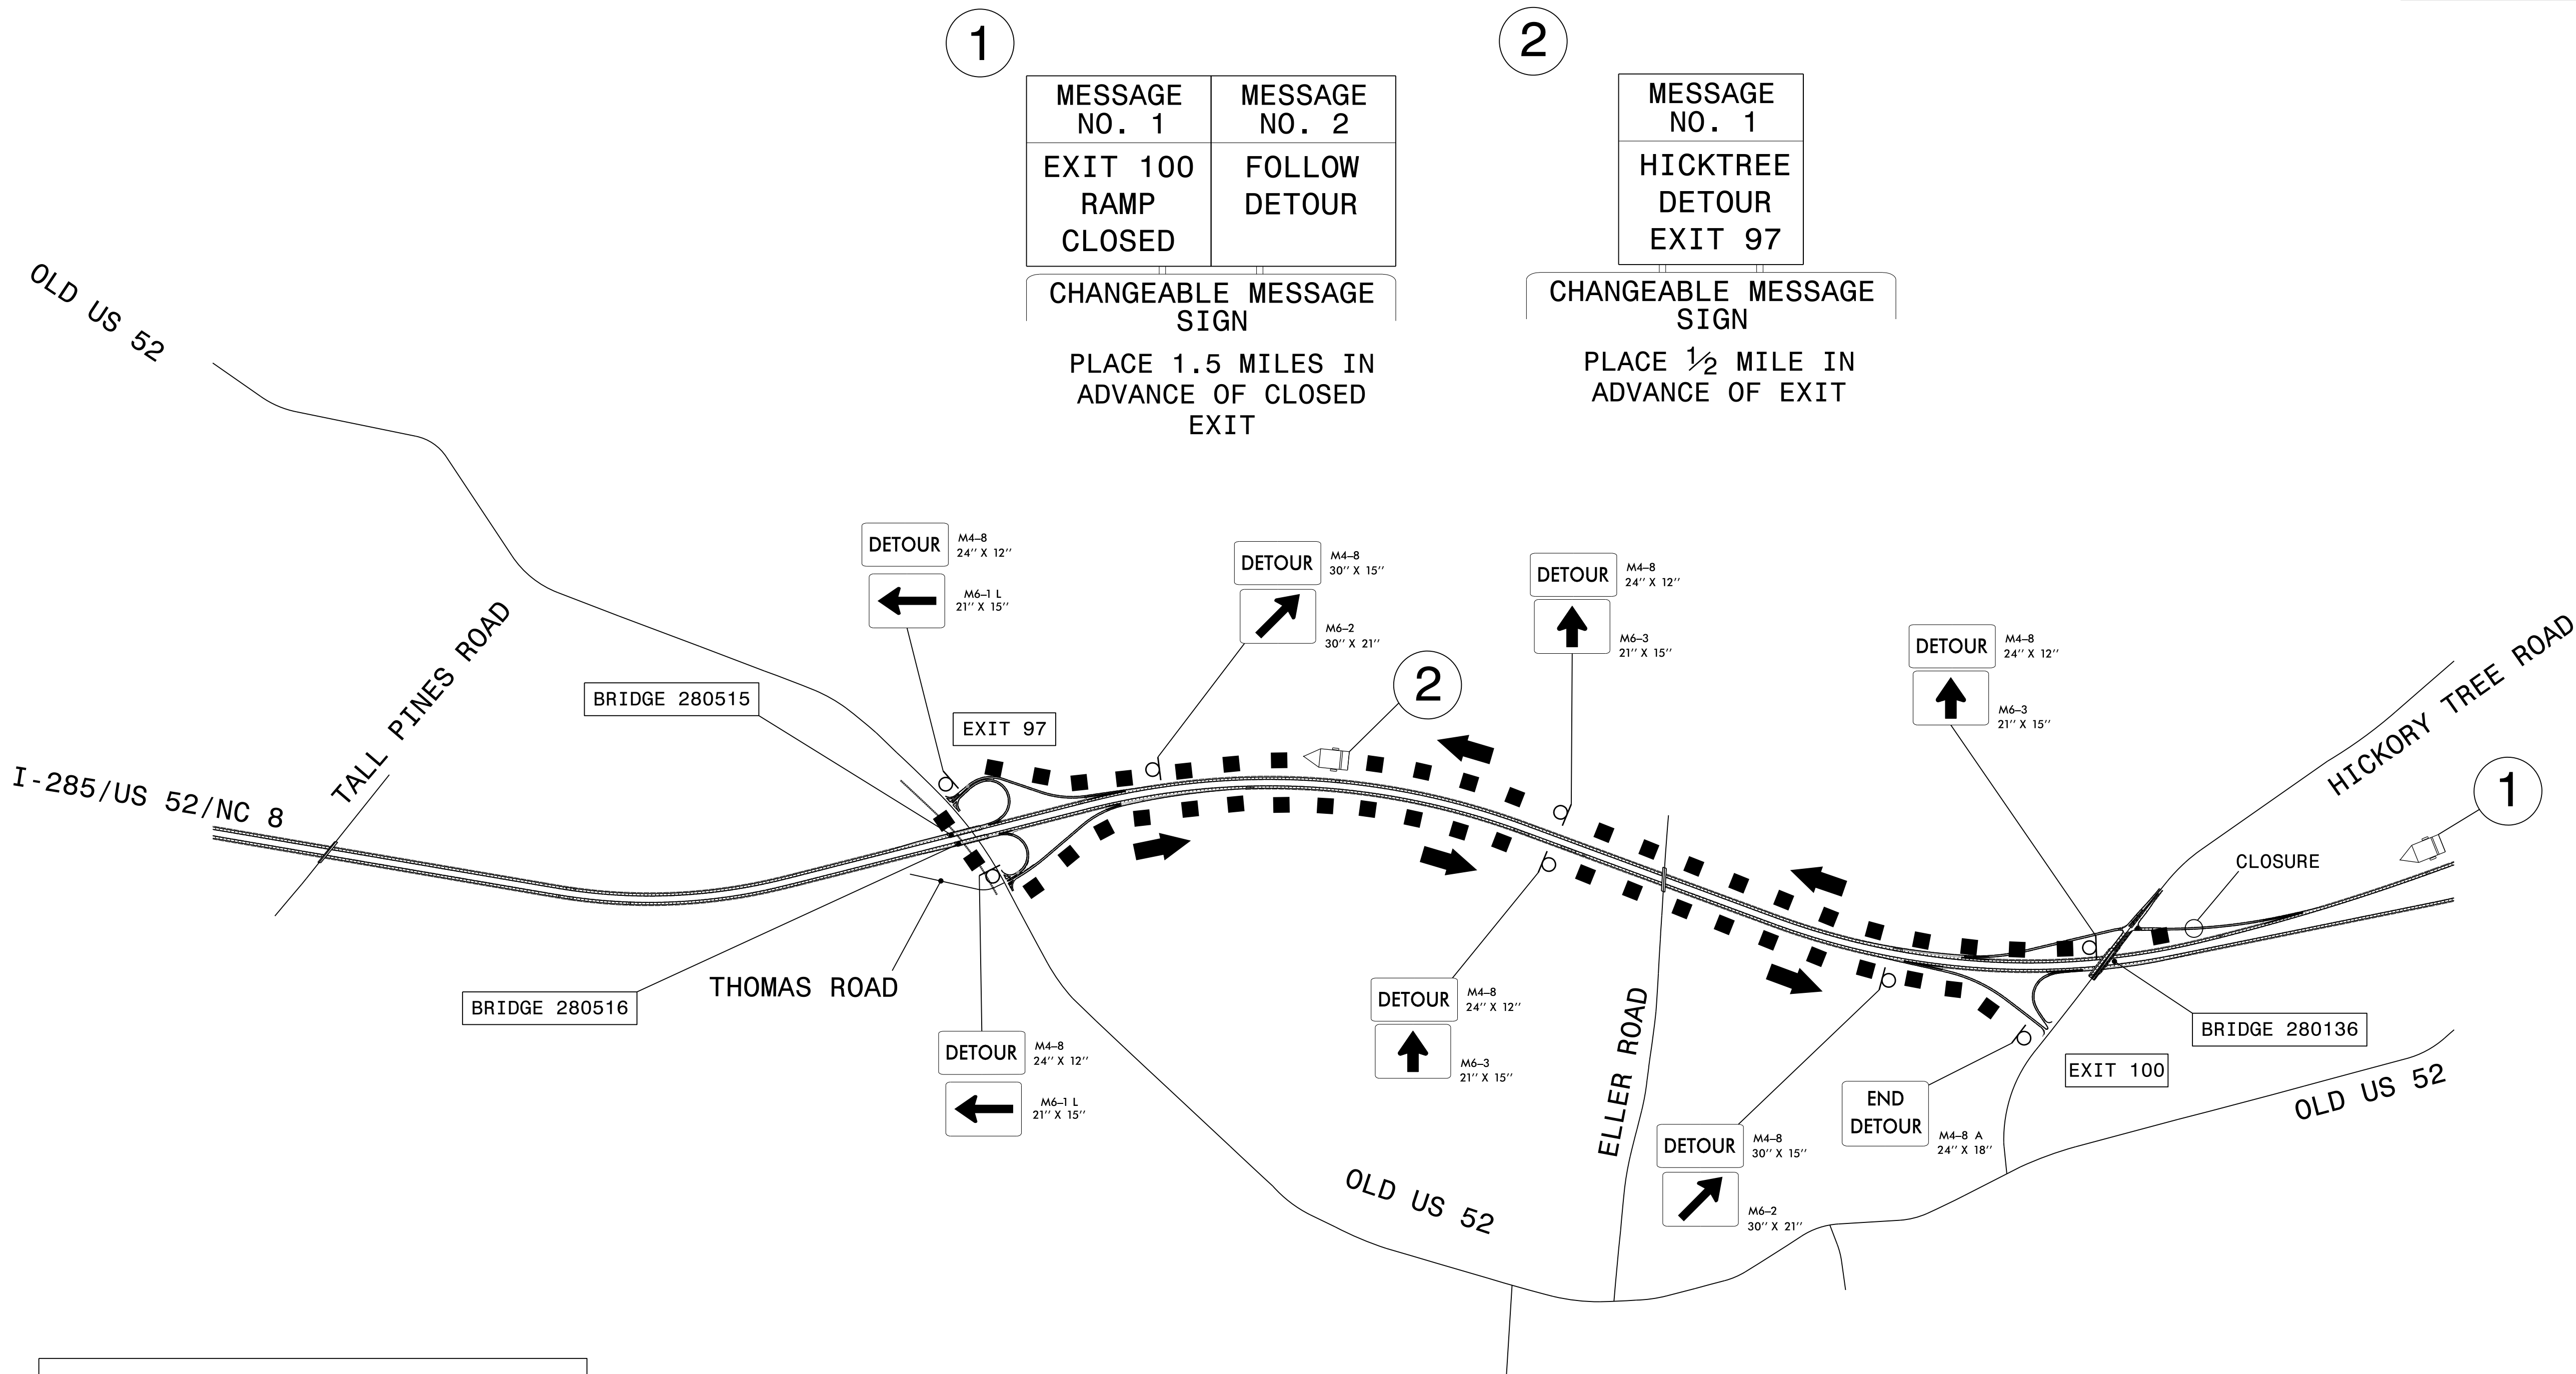 1
MESSAGE
NO. 1
EXIT 100
RAMP
CLOSED
MESSAGE
NO. 2
FOLLOW
DETOUR
CHANGEABLE MESSAGE
SIGN
PLACE 1.5 MILES IN
ADVANCE OF CLOSED
EXIT
2
MESSAGE
NO. 1
HICKTREE
DETOUR
EXIT 97
CHANGEABLE MESSAGE
SIGN
PLACE ½ MILE IN
ADVANCE OF EXIT
OLD US 52
DETOUR
M4-8
24'' X 12''
M6-1 L
21'' X 15''
DETOUR
M4-8
30'' X 15''
M6-2
30'' X 21''
DETOUR
M4-8
24'' X 12''
M6-3
21'' X 15''
DETOUR
M4-8
24'' X 12''
M6-3
21'' X 15''
TALL PINES ROAD
BRIDGE 280515
EXIT 97
2
HICKORY TREE ROAD
1
I-285/US 52/NC 8
CLOSURE
THOMAS ROAD
BRIDGE 280516
DETOUR
M4-8
24'' X 12''
M6-1 L
21'' X 15''
DETOUR
M4-8
24'' X 12''
M6-3
21'' X 15''
ELLER ROAD
BRIDGE 280136
EXIT 100
OLD US 52
END
DETOUR
M4-8 A
24'' X 18''
DETOUR
M4-8
30'' X 15''
M6-2
30'' X 21''
OLD US 52